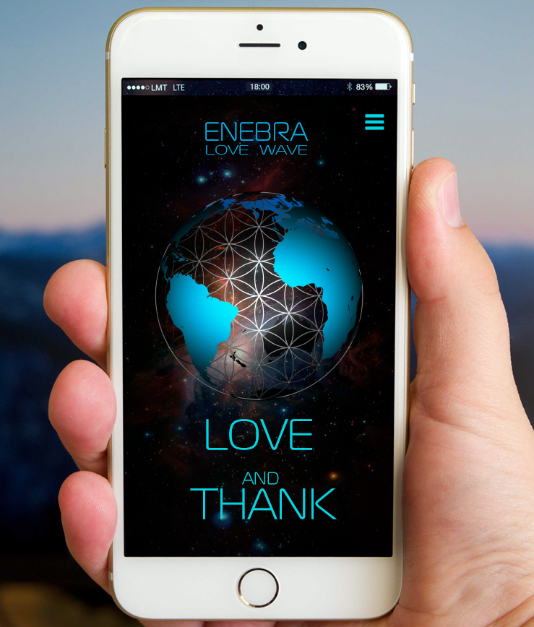 LMT LTE 18:00 83%
ENEBRA
LOVE WAVE
LOVE
AND
THANK